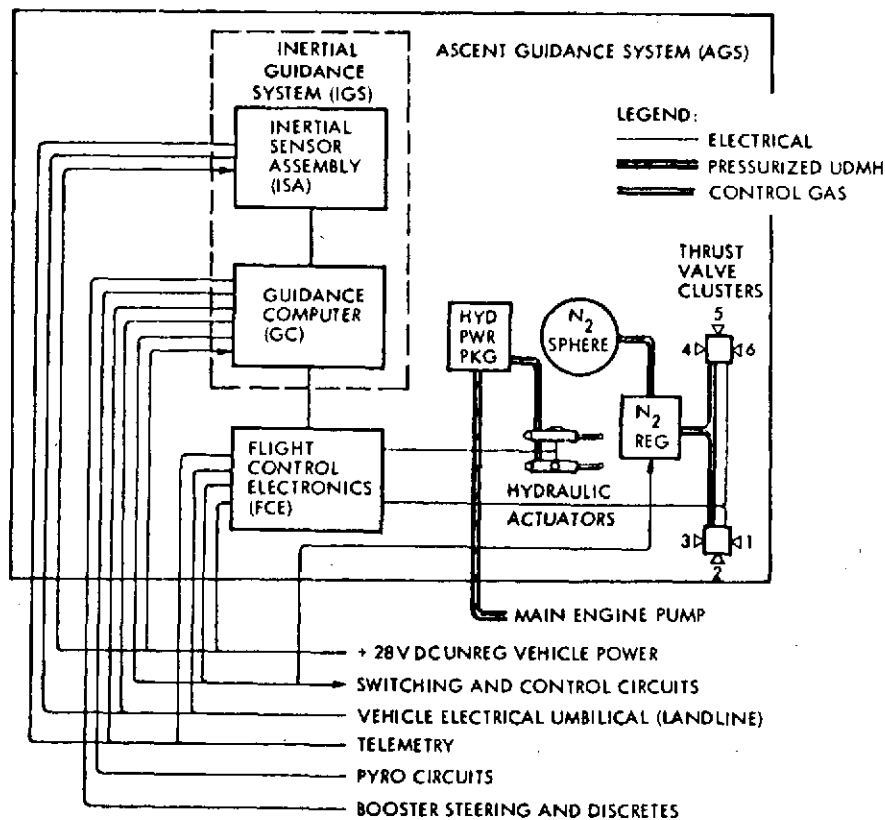 INERTIAL
GUIDANCE
SYSTEM (IGS)
ASCENT GUIDANCE SYSTEM (AGS)
INERTIAL
SENSOR
ASSEMBLY
(ISA)
LEGEND:
ELECTRICAL
PRESSURIZED UDMH
CONTROL GAS
GUIDANCE
COMPUTER
(GC)
THRUST
VALVE
CLUSTERS
HYD
PWR
PKG
N2
SPHERE
5
4
6
N2
REG
FLIGHT
CONTROL
ELECTRONICS
(FCE)
HYDRAULIC
ACTUATORS
3
1
2
MAIN ENGINE PUMP
+ 28V DC UNREG VEHICLE POWER
SWITCHING AND CONTROL CIRCUITS
VEHICLE ELECTRICAL UMBILICAL (LANDLINE)
TELEMETRY
PYRO CIRCUITS
BOOSTER STEERING AND DISCRETES